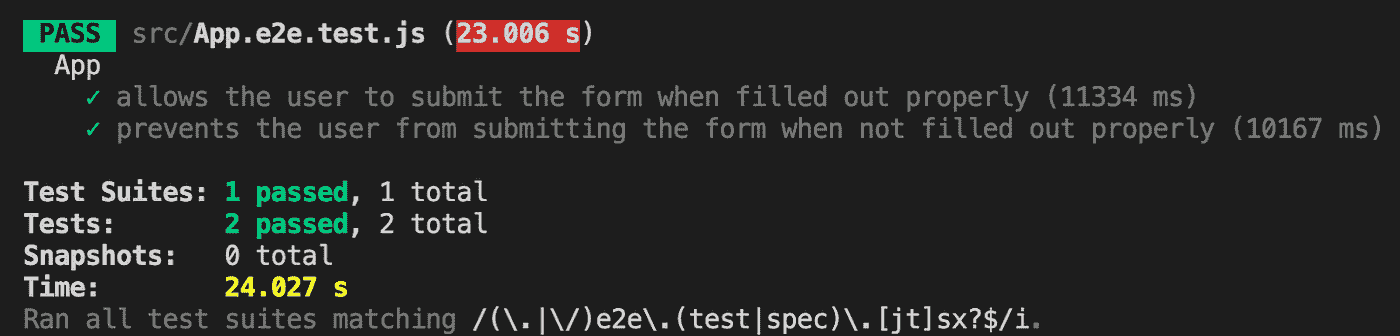 PASS src/App.e2e.test.js (23.006 s)
App
✓ allows the user to submit the form when filled out properly (11334 ms)
✓ prevents the user from submitting the form when not filled out properly (10167 ms)
Test Suites: 1 passed, 1 total
Tests: 2 passed, 2 total
Snapshots: 0 total
Time: 24.027 s
Ran all test suites matching /(\.|\/)e2e\.(test|spec)\.[jt]sx?$/i.